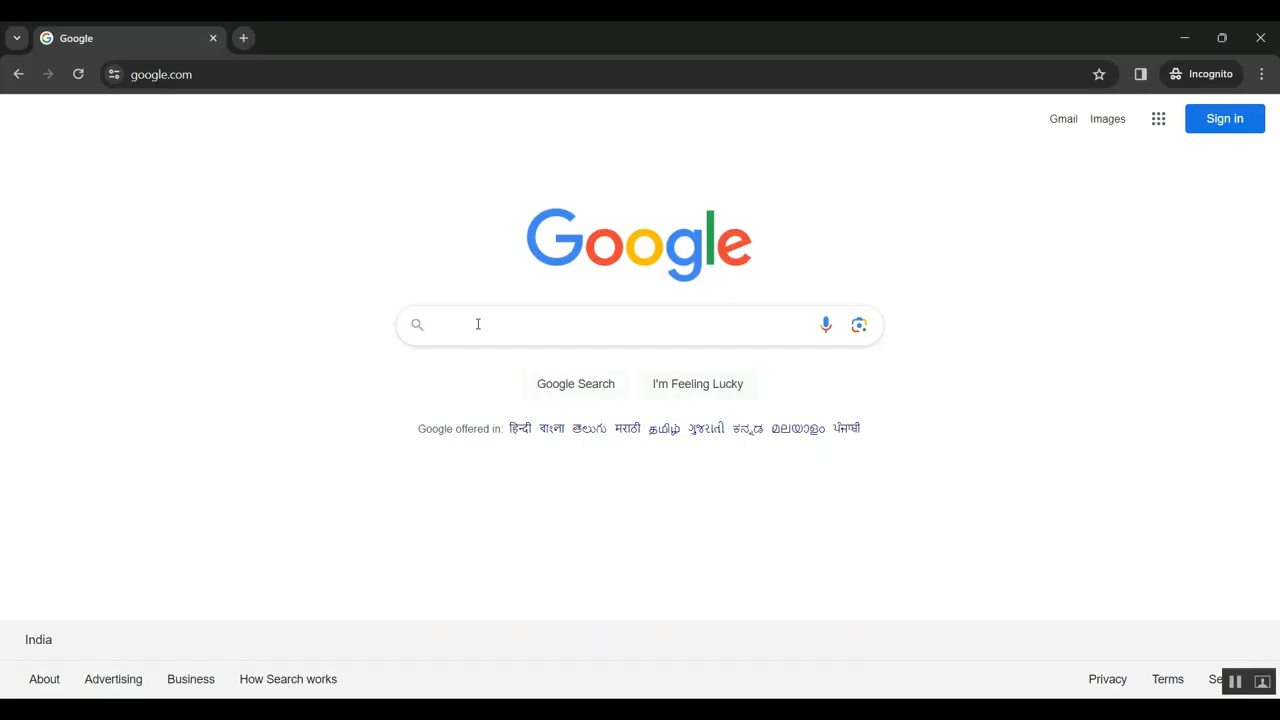 Google
google.com
Incognito
Gmail Images Sign in
Google
Google Search I'm Feeling Lucky
Google offered in: हिन्दी বাংলা తెలుగు मराठी தமிழ் ગુજરાતી ಕನ್ನಡ മലയാളം ਪੰਜਾਬੀ
India
About Advertising Business How Search works Privacy Terms